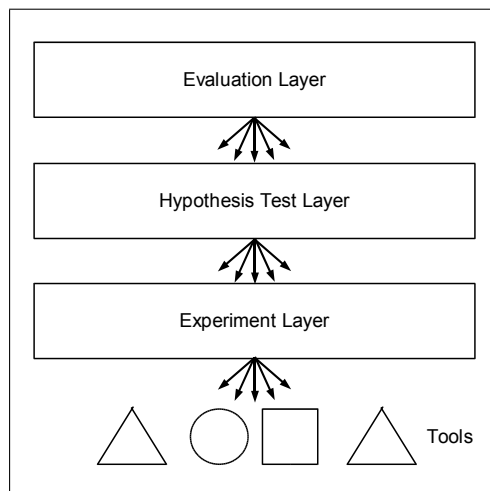 Evaluation Layer
Hypothesis Test Layer
Experiment Layer
Tools